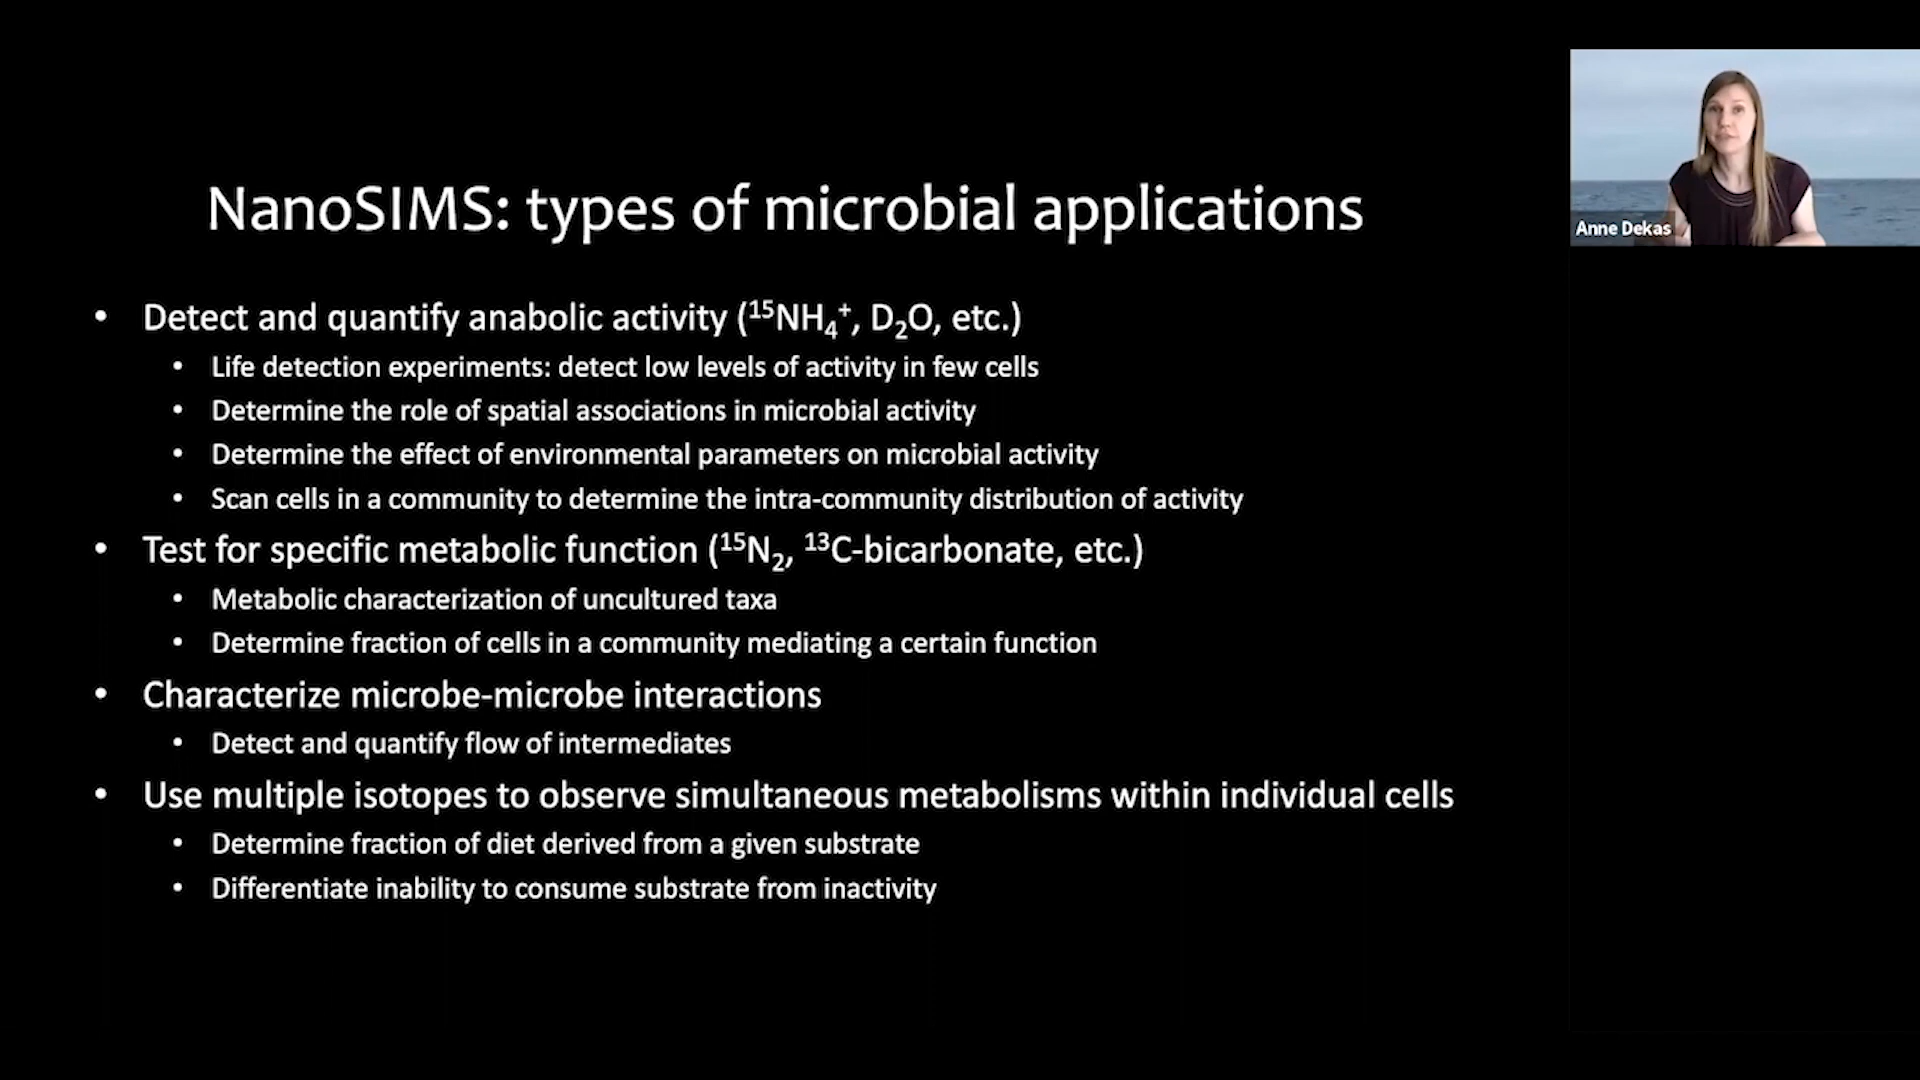 NanoSIMS: types of microbial applications
Anne Dekas
• Detect and quantify anabolic activity (¹⁵NH₄⁺, D₂O, etc.)
• Life detection experiments: detect low levels of activity in few cells
• Determine the role of spatial associations in microbial activity
• Determine the effect of environmental parameters on microbial activity
• Scan cells in a community to determine the intra-community distribution of activity
• Test for specific metabolic function (¹⁵N₂, ¹³C-bicarbonate, etc.)
• Metabolic characterization of uncultured taxa
• Determine fraction of cells in a community mediating a certain function
• Characterize microbe-microbe interactions
• Detect and quantify flow of intermediates
• Use multiple isotopes to observe simultaneous metabolisms within individual cells
• Determine fraction of diet derived from a given substrate
• Differentiate inability to consume substrate from inactivity